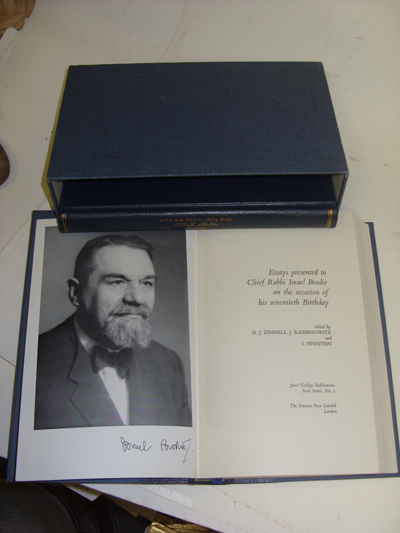 Essays presented to
Chief Rabbi Israel Brodie
on the occasion of
his seventieth Birthday
edited by
H. J. ZIMMELS, J. RABBINOWITZ
and
I. FINESTEIN
Jews' College Publications
New Series, No. 3
The Soncino Press Limited
London
Israel Brodie